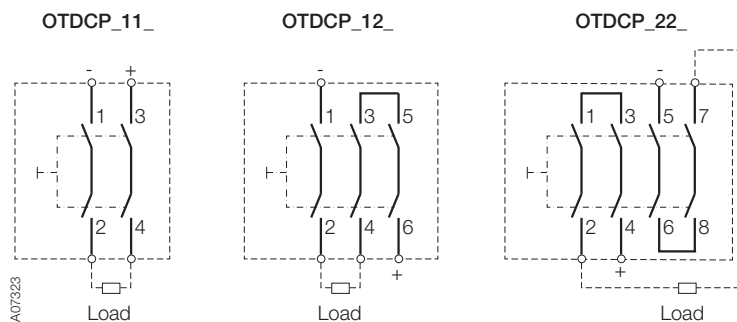 OTDCP_11_
OTDCP_12_
OTDCP_22_
- +
-
-
1 3
1 3 5
1 3 5 7
2 4
2 4 6
2 4 6 8
+
+
Load
Load
Load
A07323